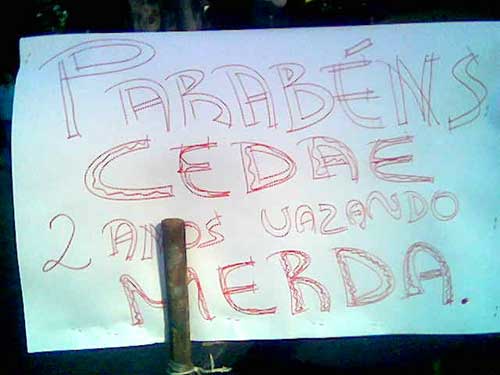 PARABÉNS
CEDAE
2 ANOS VAZANDO
MERDA.